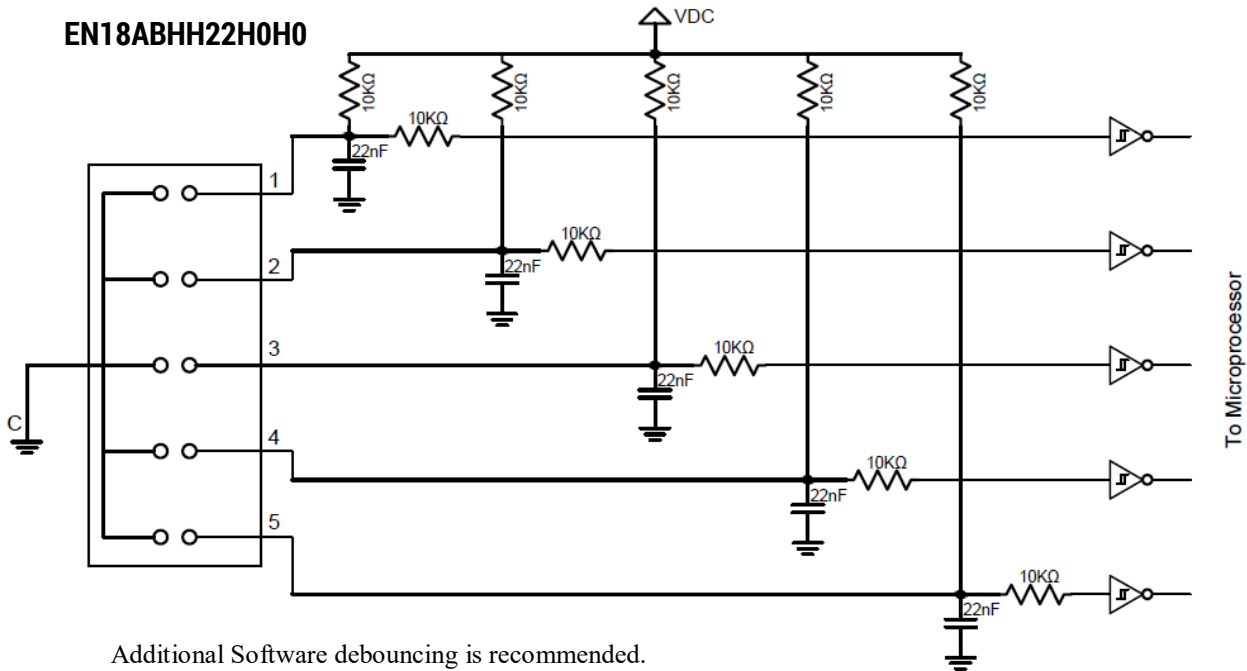 EN18ABHH22H0H0
VDC
10KΩ
10KΩ
10KΩ
10KΩ
10KΩ
10KΩ
22nF
1
10KΩ
22nF
2
10KΩ
22nF
3
C
10KΩ
22nF
4
10KΩ
22nF
5
To Microprocessor
Additional Software debouncing is recommended.